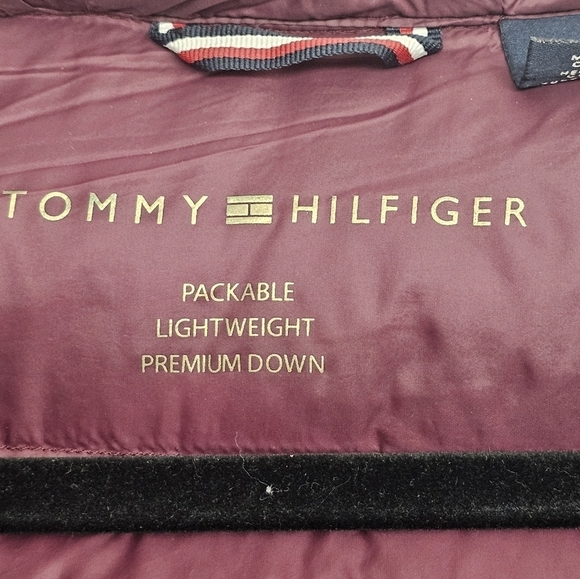 TOMMY HILFIGER
PACKABLE
LIGHTWEIGHT
PREMIUM DOWN